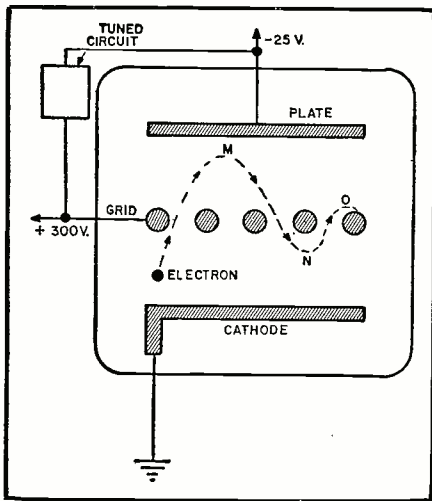 TUNED
CIRCUIT
-25 V.
PLATE
M
GRID
O
+ 300V.
N
ELECTRON
CATHODE